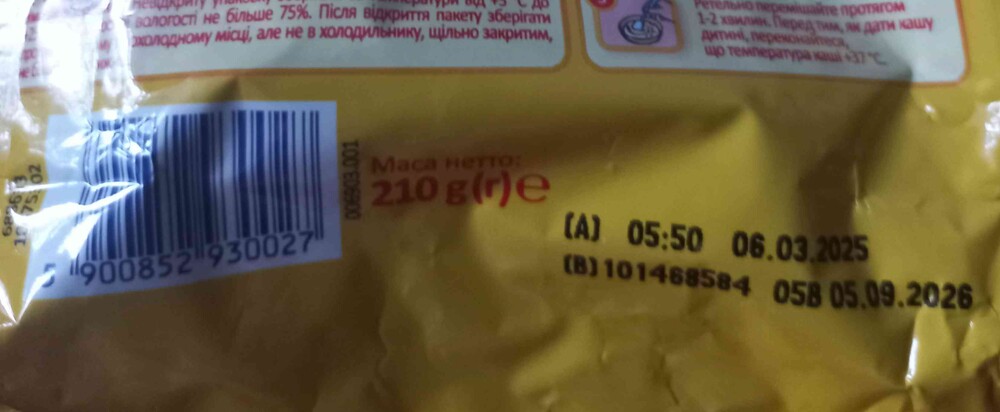 вологості не більше 75%. Після відкриття пакету зберігати
холодному місці, але не в холодильнику, щільно закритим,
Ретельно перемішайте протягом
1-2 хвилин. Перед тим, як дати кашу
дитині, переконайтеся,
що температура каші +37 °C.
5 900852 930027
006903.001
Маса нетто:
210 g(г)e
(A) 05:50 06.03.2025
(B) 101468584 05B 05.09.2026